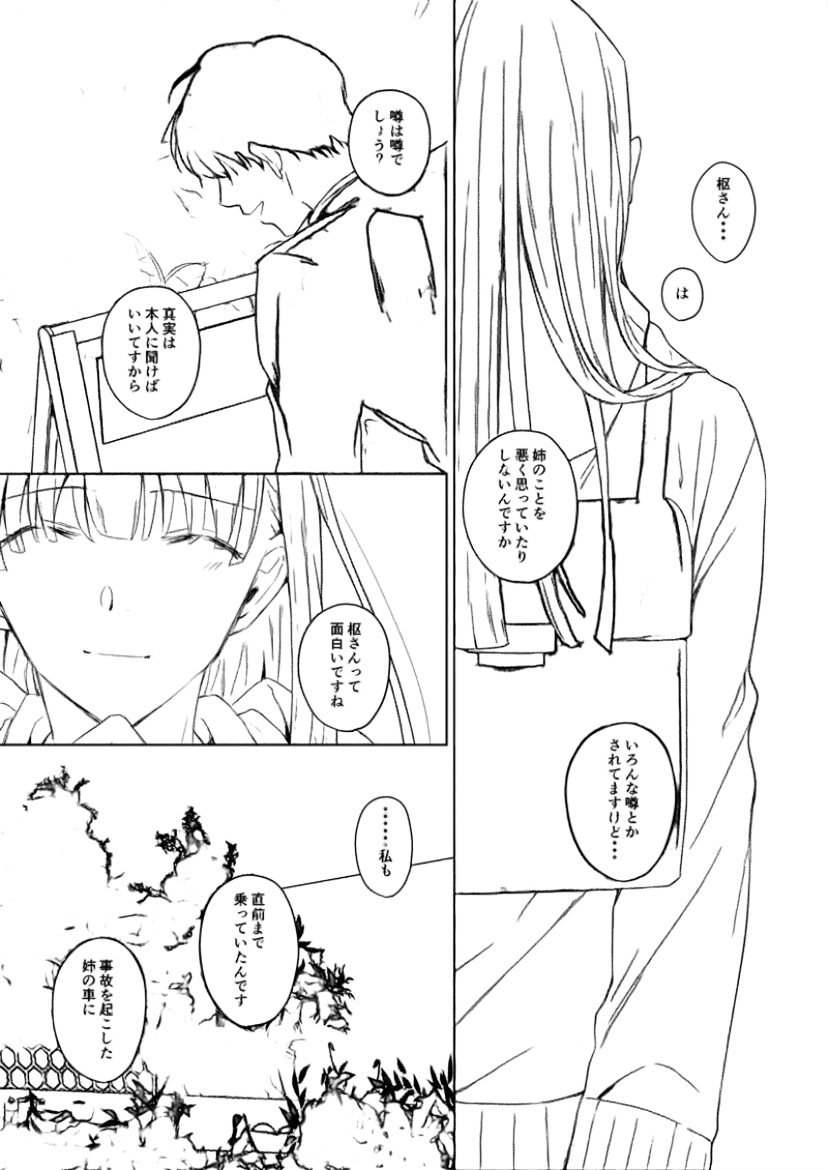 枢さん・・・
は
姉のことを
悪く思っていたり
しないんですか
いろんな噂とか
されてますけど・・・
噂は噂で
しょう?
真実は
本人に聞けば
いいてすから
枢さんって
面白いですね
・・・・・・私も
直前まで
乗っていたんです
事故を起こした
姉の車に